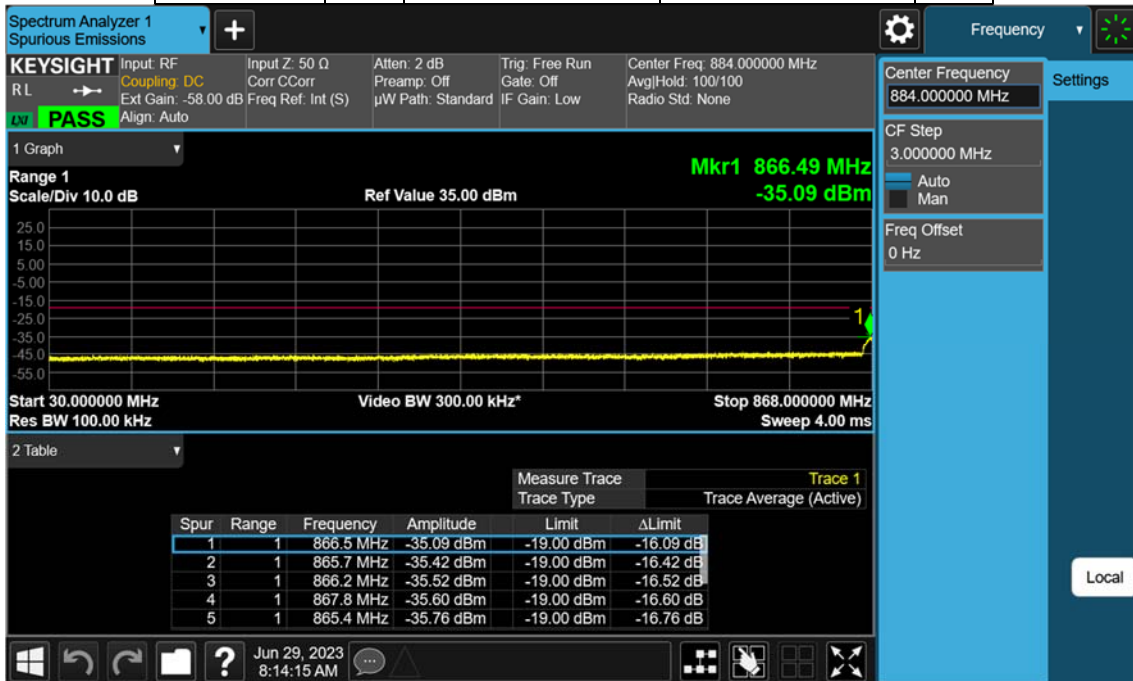 Spectrum Analyzer 1
Spurious Emissions
▼
+
Frequency ▼
KEYSIGHT Input: RF Input Z: 50 Ω Atten: 2 dB Trig: Free Run Center Freq: 884.000000 MHz
RL Coupling: DC Corr CCorr Preamp: Off Gate: Off Avg|Hold: 100/100
Ext Gain: -58.00 dB Freq Ref: Int (S) µW Path: Standard IF Gain: Low Radio Std: None
LXI PASS Align: Auto
1 Graph ▼
Range 1
Mkr1 866.49 MHz
Scale/Div 10.0 dB Ref Value 35.00 dBm -35.09 dBm
25.0
15.0
5.00
-5.00
-15.0
-25.0
-35.0
-45.0
-55.0
1
Start 30.000000 MHz Video BW 300.00 kHz* Stop 868.000000 MHz
Res BW 100.00 kHz Sweep 4.00 ms
2 Table ▼
Measure Trace Trace 1
Trace Type Trace Average (Active)
Spur Range Frequency Amplitude Limit ΔLimit
1 1 866.5 MHz -35.09 dBm -19.00 dBm -16.09 dB
2 1 865.7 MHz -35.42 dBm -19.00 dBm -16.42 dB
3 1 866.2 MHz -35.52 dBm -19.00 dBm -16.52 dB
4 1 867.8 MHz -35.60 dBm -19.00 dBm -16.60 dB
5 1 865.4 MHz -35.76 dBm -19.00 dBm -16.76 dB
Center Frequency
884.000000 MHz
Settings
CF Step
3.000000 MHz
Auto
Man
Freq Offset
0 Hz
Local
? Jun 29, 2023
8:14:15 AM